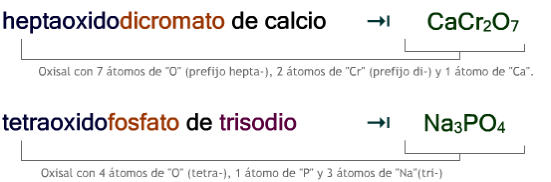 heptaoxidodicromato de calcio → CaCr₂O₇
Oxisal con 7 átomos de "O" (prefijo hepta-), 2 átomos de "Cr" (prefijo di-) y 1 átomo de "Ca".
tetraoxidofosfato de trisodio → Na₃PO₄
Oxisal con 4 átomos de "O" (tetra-), 1 átomo de "P" y 3 átomos de "Na"(tri-)